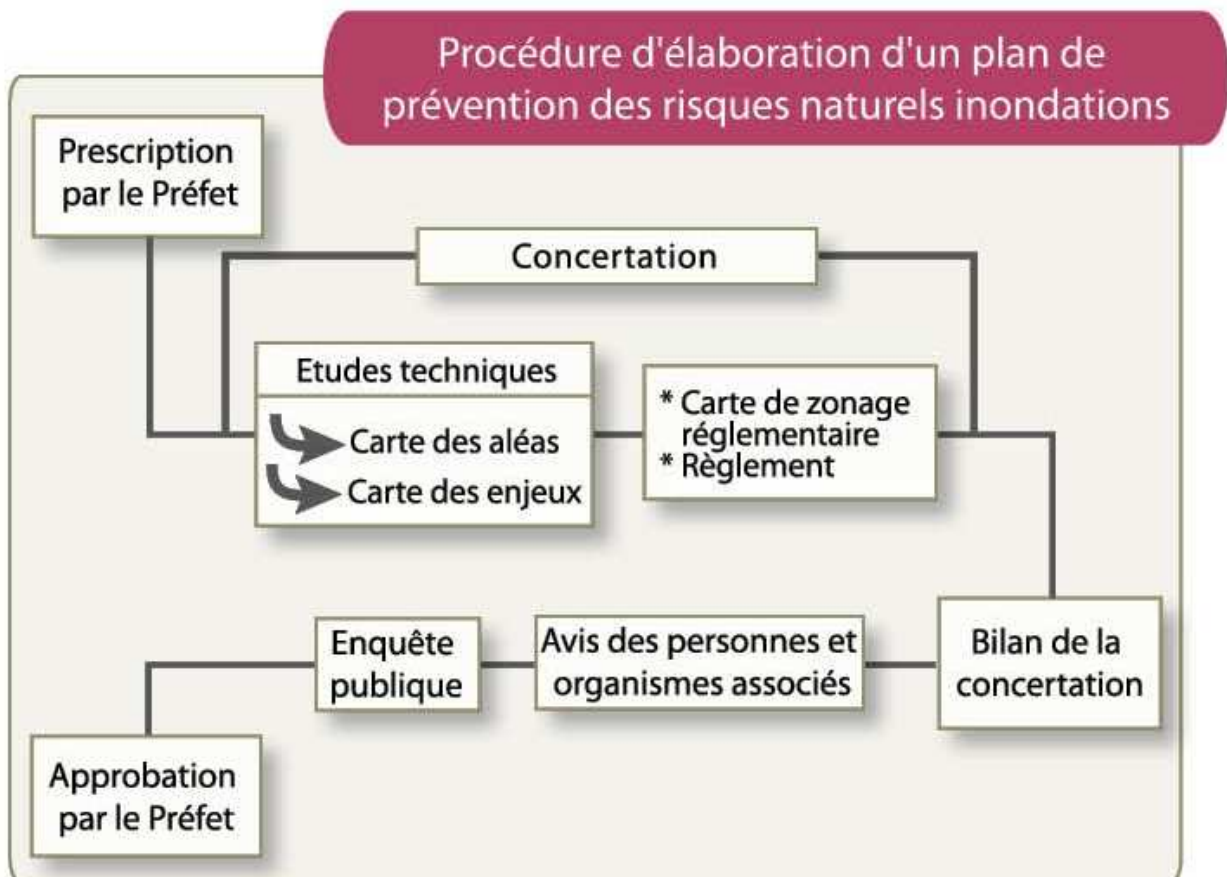 Procédure d'élaboration d'un plan de
prévention des risques naturels inondations
Prescription
par le Préfet
Concertation
Etudes techniques
Carte des aléas
Carte des enjeux
* Carte de zonage
réglementaire
* Règlement
Bilan de la
concertation
Avis des personnes et
organismes associés
Enquête
publique
Approbation
par le Préfet